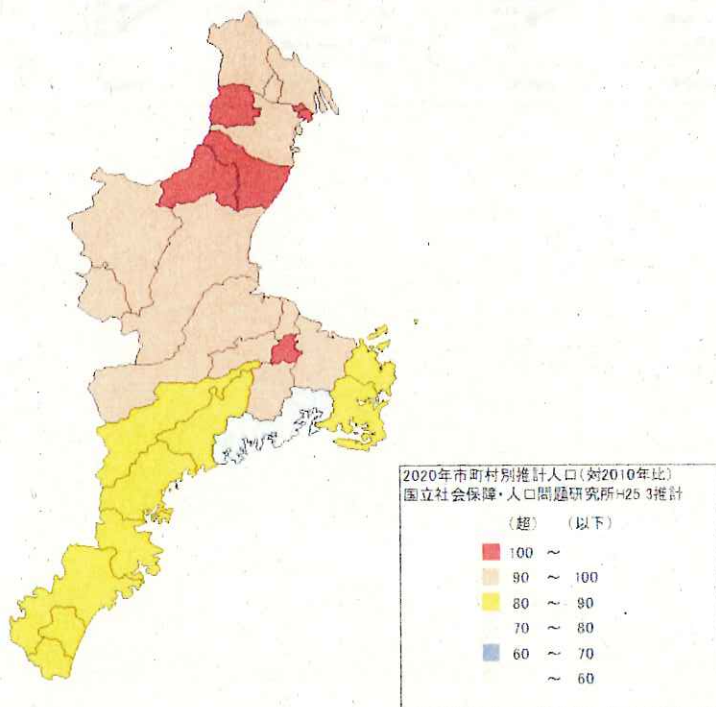 2020年市町村別推計人口(対2010年比)
国立社会保障・人口問題研究所H25.3推計
(超) (以下)
100 ～
90 ～ 100
80 ～ 90
70 ～ 80
60 ～ 70
～ 60